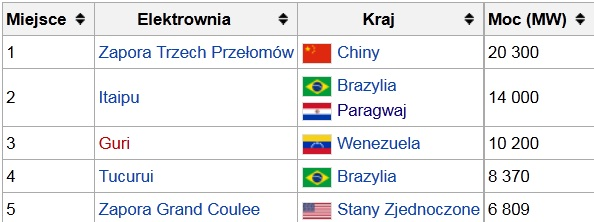 Miejsce Elektrownia Kraj Moc (MW)
1 Zapora Trzech Przełomów Chiny 20 300
2 Itaipu Brazylia Paragwaj 14 000
3 Guri Wenezuela 10 200
4 Tucurui Brazylia 8 370
5 Zapora Grand Coulee Stany Zjednoczone 6 809